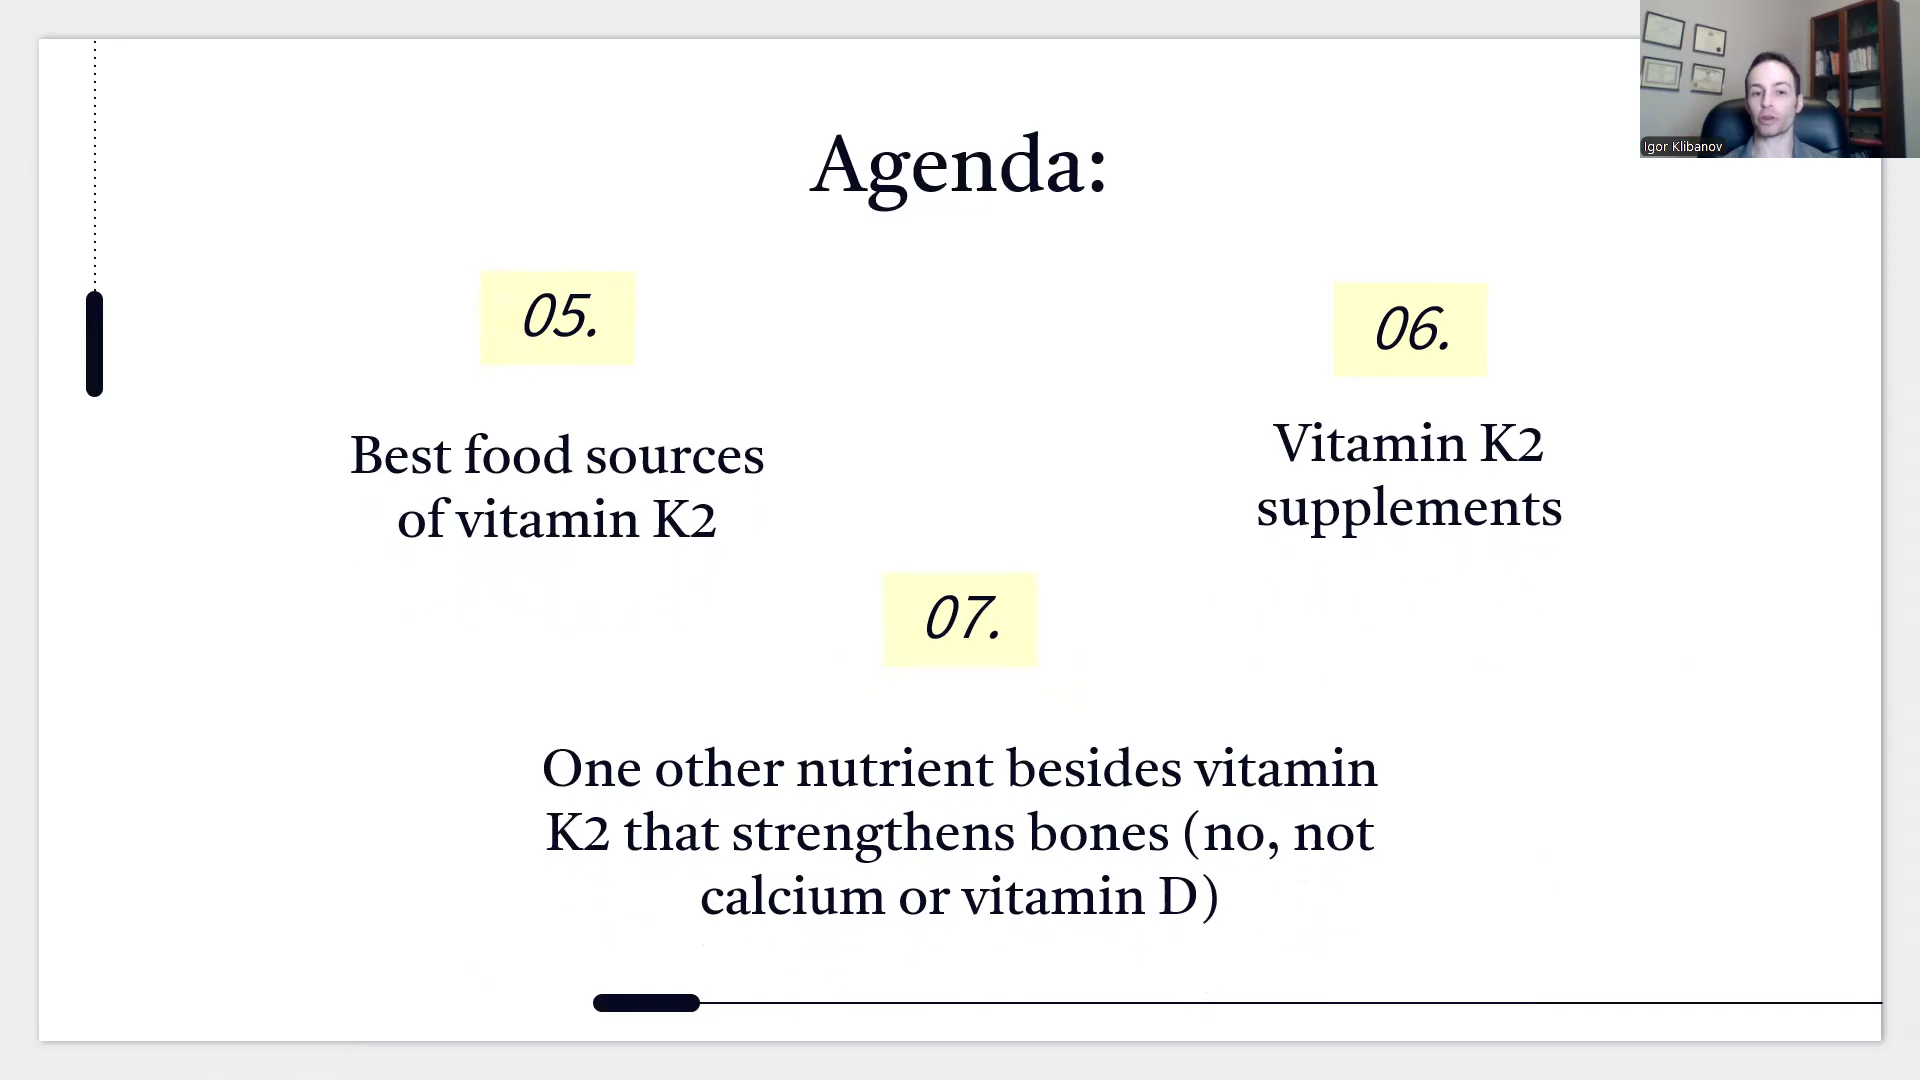 Igor Klibanov
Agenda:
05.
Best food sources
of vitamin K2
06.
Vitamin K2
supplements
07.
One other nutrient besides vitamin
K2 that strengthens bones (no, not
calcium or vitamin D)